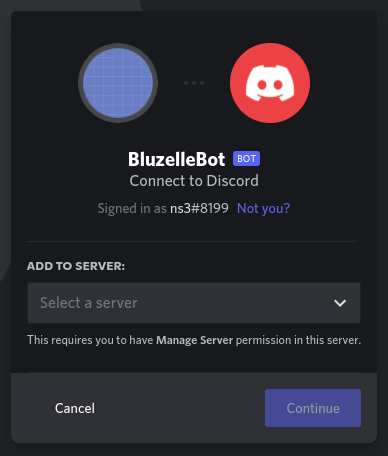 BluzelleBot BOT
Connect to Discord
Signed in as ns3#8199 Not you?
ADD TO SERVER:
Select a server
This requires you to have Manage Server permission in this server.
Cancel Continue